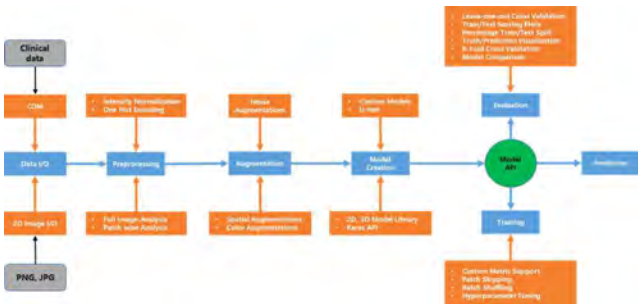 Leave-one-out Cross Validation
Train/Test Scoring Plots
Percentage Train/Test Split
Truth/Prediction Visualization
K-Fold Cross Validation
Model Comparison
Clinical
data
CDM
Intensity Normalization
One Hot Encoding
Noise
Augmentations
Custom Models
U-Net
Evaluation
Data I/O
Preprocessing
Augmentation
Model
Creation
Model
API
Prediction
2D Image I/O
Full Image Analysis
Patch wise Analysis
Spatial Augmentations
Color Augmentations
2D, 3D Model Library
Keras API
Training
PNG, JPG
Custom Metric Support
Patch Skipping
Batch Shuffling
Hyperparameter Tuning